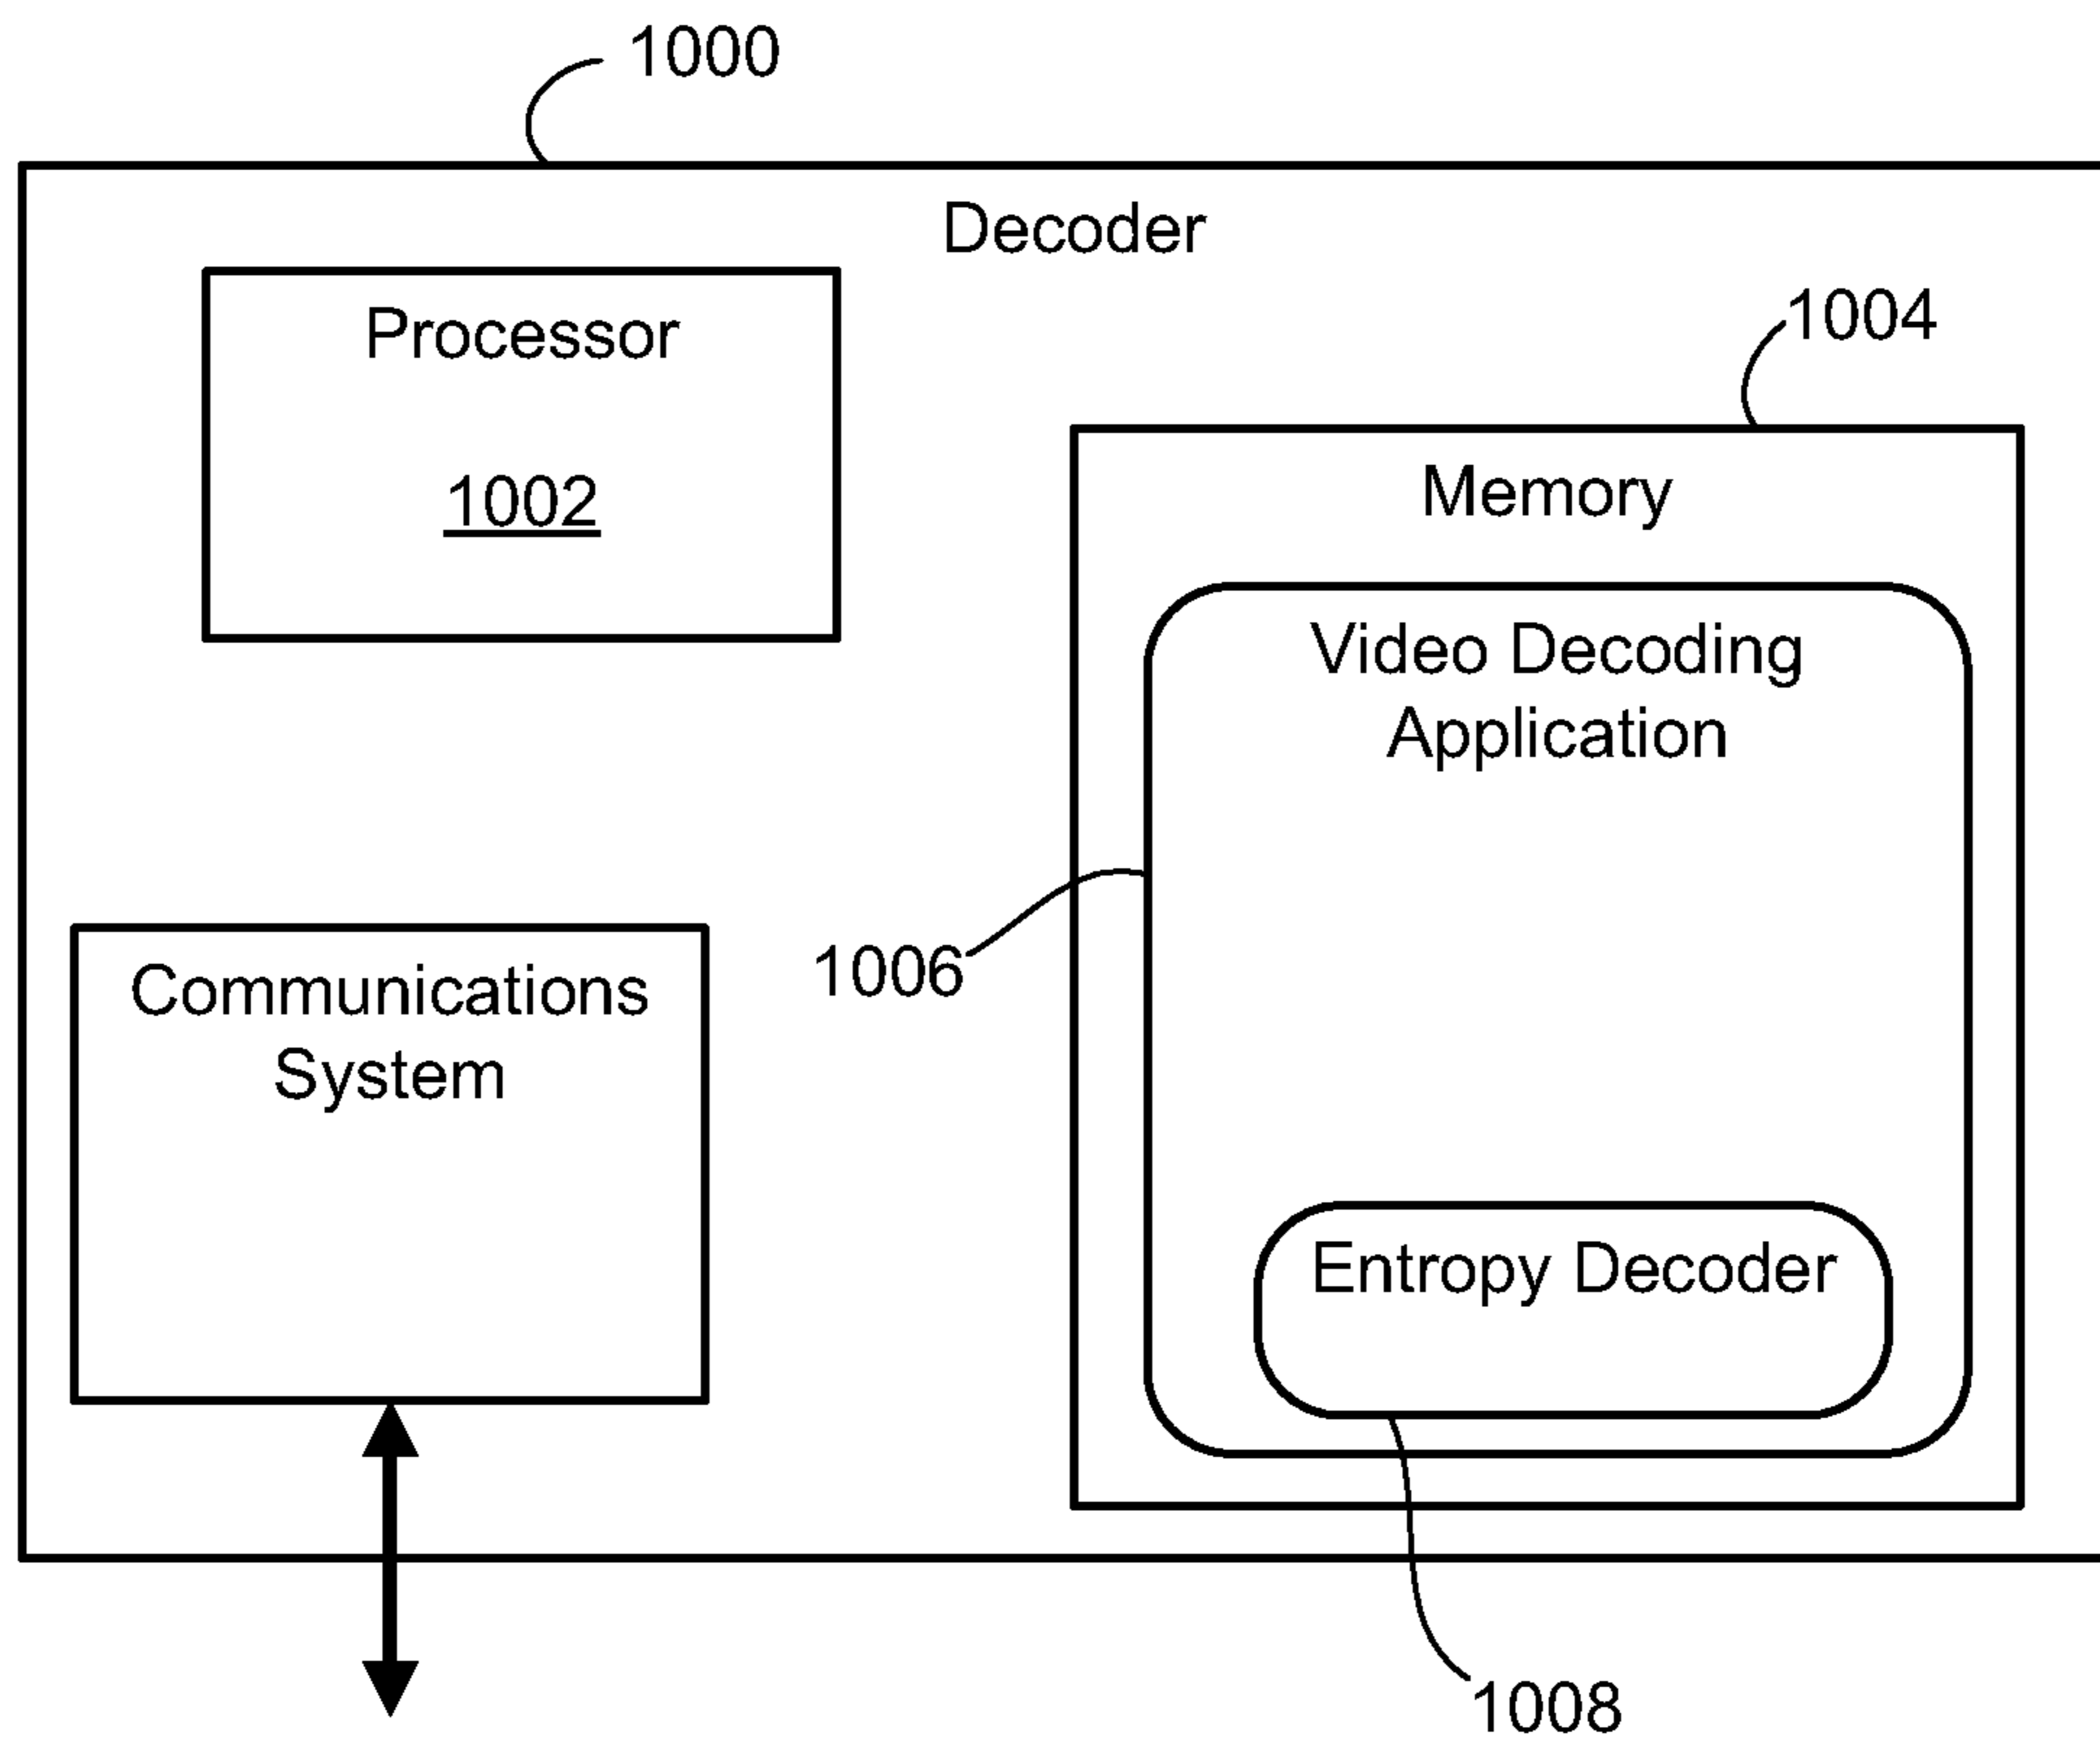 1000
Decoder
Processor
1002
1004
Memory
Video Decoding
Application
1006
Communications
System
Entropy Decoder
1008